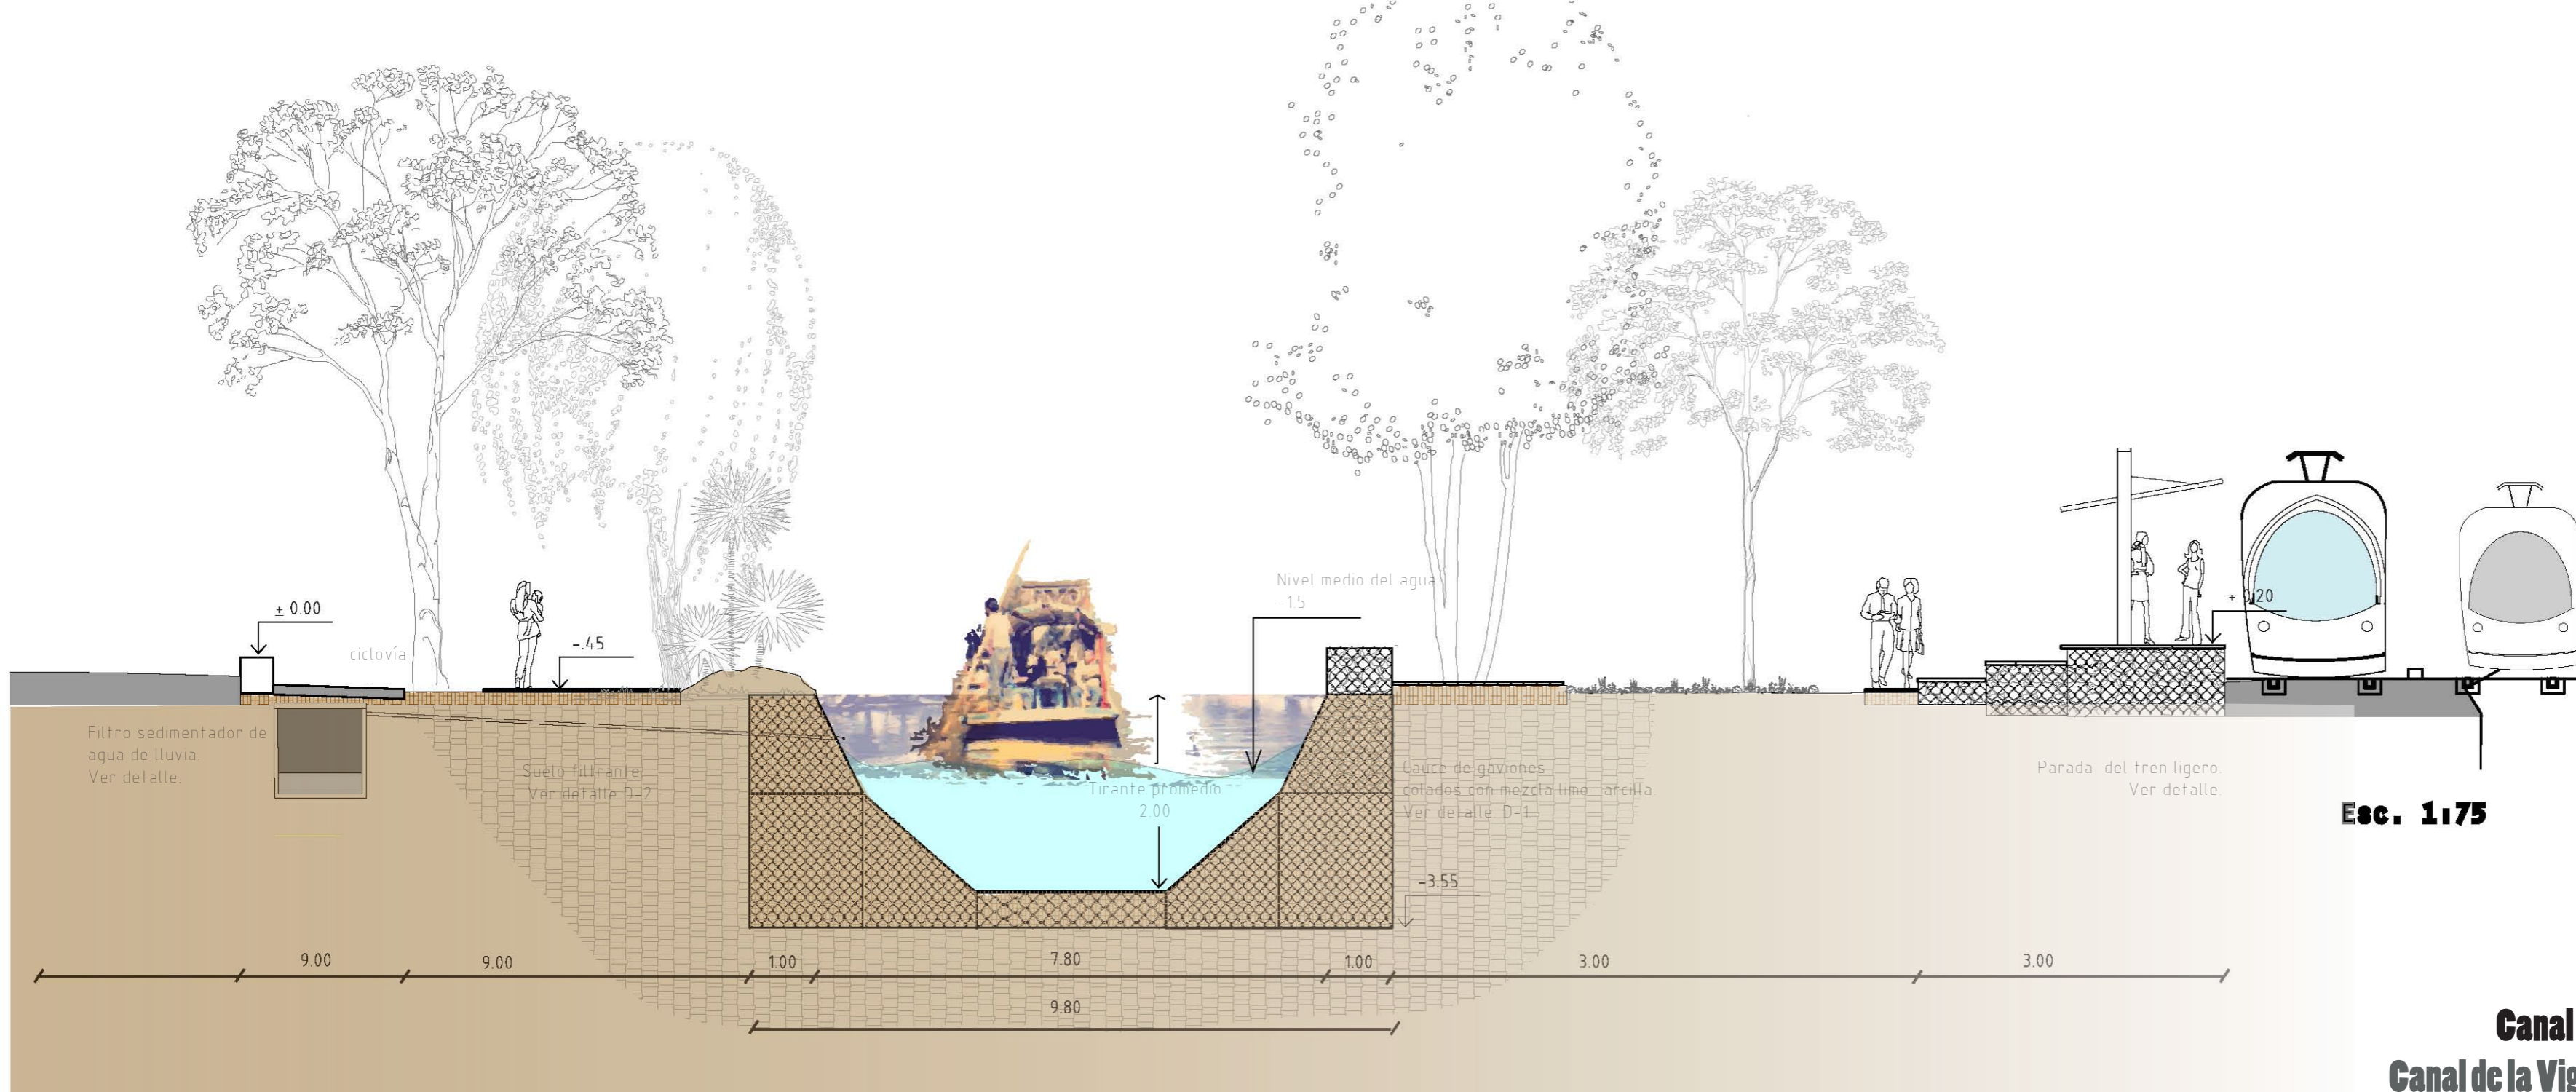 ± 0.00
ciclovía
-.45
Nivel medio del agua
-1.5
+ 0.20
Filtro sedimentador de
agua de lluvia
Ver detalle
Suelo filtrante
Ver detalle D-2
Tirante promedio
2.00
Cauce de gaviones
colados con mezcla limo- arcilla
Ver detalle D-1
-3.55
Parada del tren ligero
Ver detalle
Esc. 1:75
9.00
9.00
1.00
7.80
1.00
3.00
3.00
9.80
Canal
Canal de la Vig